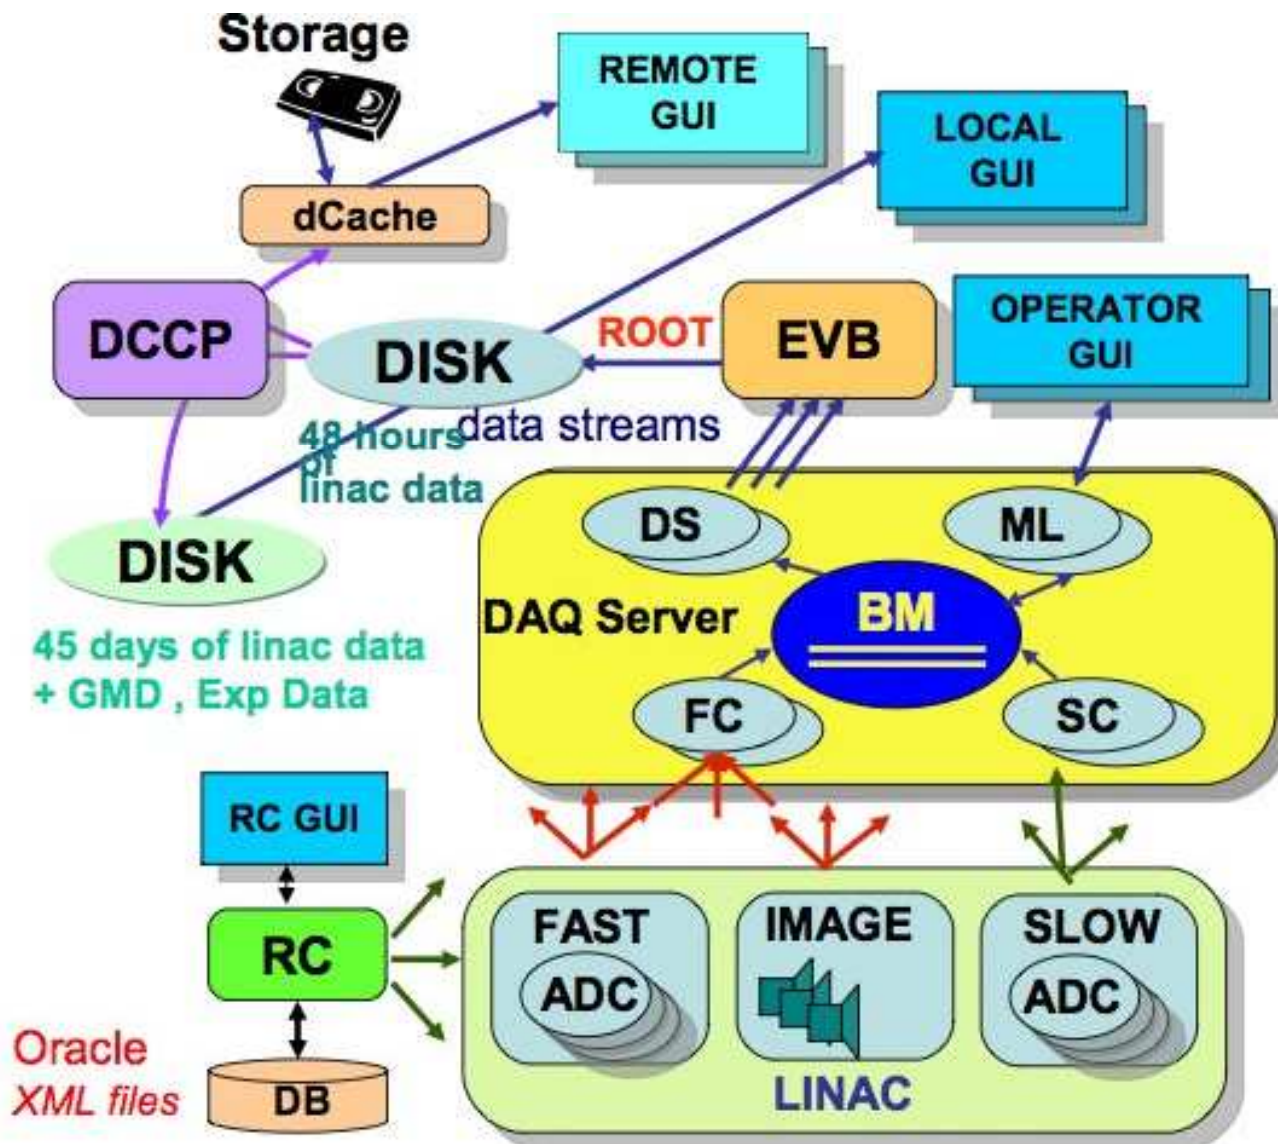 Storage
REMOTE
GUI
LOCAL
GUI
dCache
DCCP
DISK
ROOT
EVB
OPERATOR
GUI
data streams
48 hours
of
linac data
DS
ML
DISK
DAQ Server
BM
45 days of linac data
+ GMD , Exp Data
FC
SC
RC GUI
RC
FAST
ADC
IMAGE
SLOW
ADC
Oracle
XML files
DB
LINAC